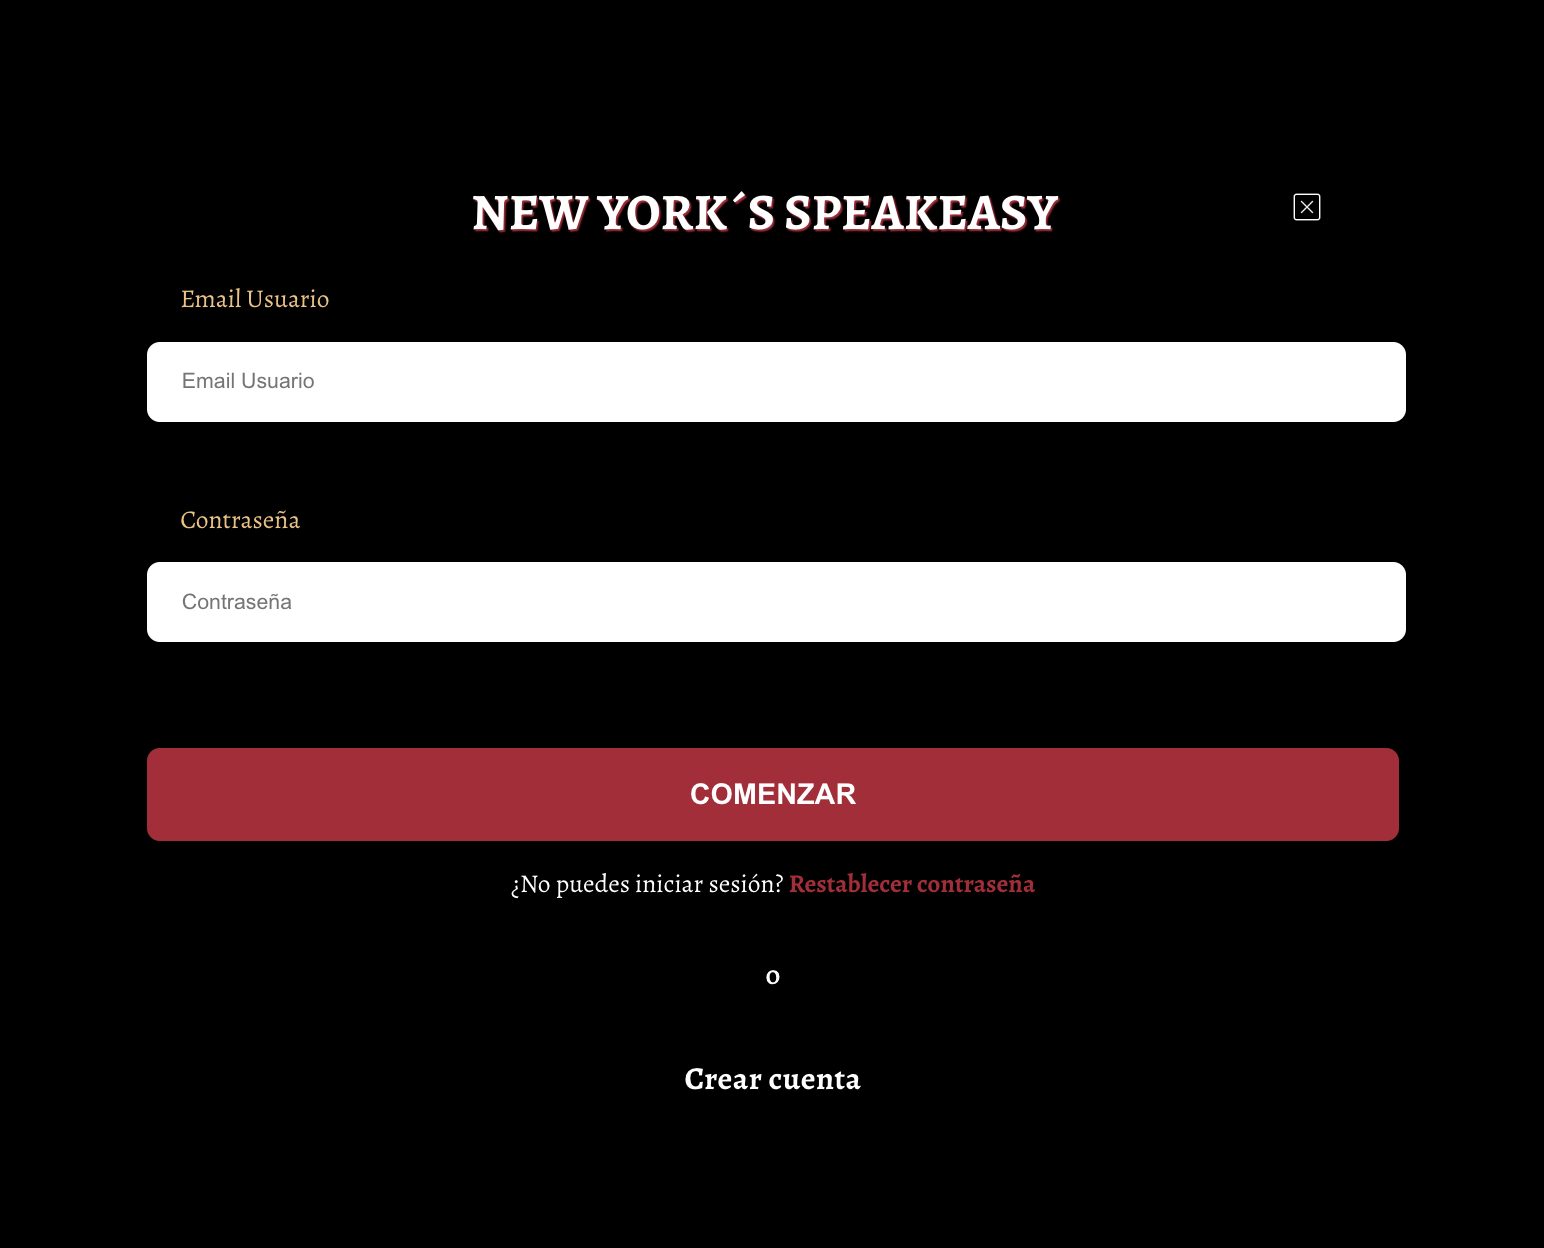 NEW YORK´S SPEAKEASY
Email Usuario
Email Usuario
Contraseña
Contraseña
COMENZAR
¿No puedes iniciar sesión? Restablecer contraseña
o
Crear cuenta